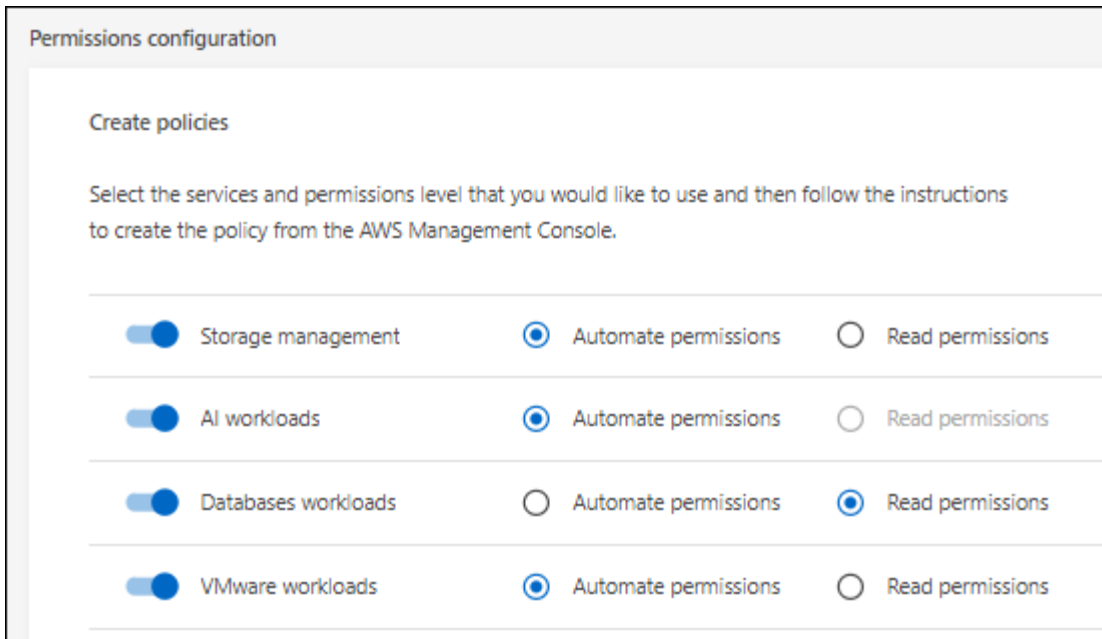 Permissions configuration
Create policies
Select the services and permissions level that you would like to use and then follow the instructions
to create the policy from the AWS Management Console.
Storage management Automate permissions Read permissions
AI workloads Automate permissions Read permissions
Databases workloads Automate permissions Read permissions
VMware workloads Automate permissions Read permissions